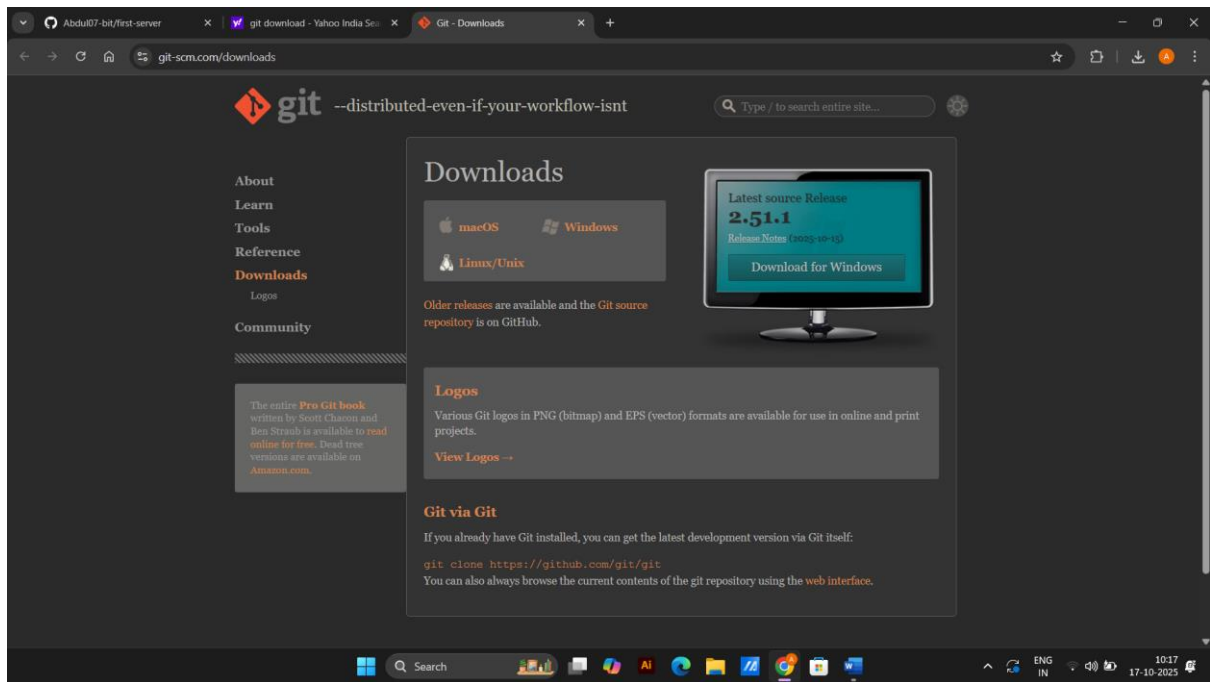 Abdul07-bit/first-server
git download - Yahoo India Sea
Git - Downloads
git-scm.com/downloads
A
git --distributed-even-if-your-workflow-isnt
Type / to search entire site...
About
Learn
Tools
Reference
Downloads
Logos
Community
The entire Pro Git book
written by Scott Chacon and
Ben Straub is available to read
online for free. Dead tree
versions are available on
Amazon.com.
Downloads
macOS
Windows
Linux/Unix
Older releases are available and the Git source
repository is on GitHub.
Latest source Release
2.51.1
Release Notes (2025-10-15)
Download for Windows
Logos
Various Git logos in PNG (bitmap) and EPS (vector) formats are available for use in online and print
projects.
View Logos →
Git via Git
If you already have Git installed, you can get the latest development version via Git itself:
git clone https://github.com/git/git
You can also always browse the current contents of the git repository using the web interface.
Search
Ai
ENG
IN
10:17
17-10-2025